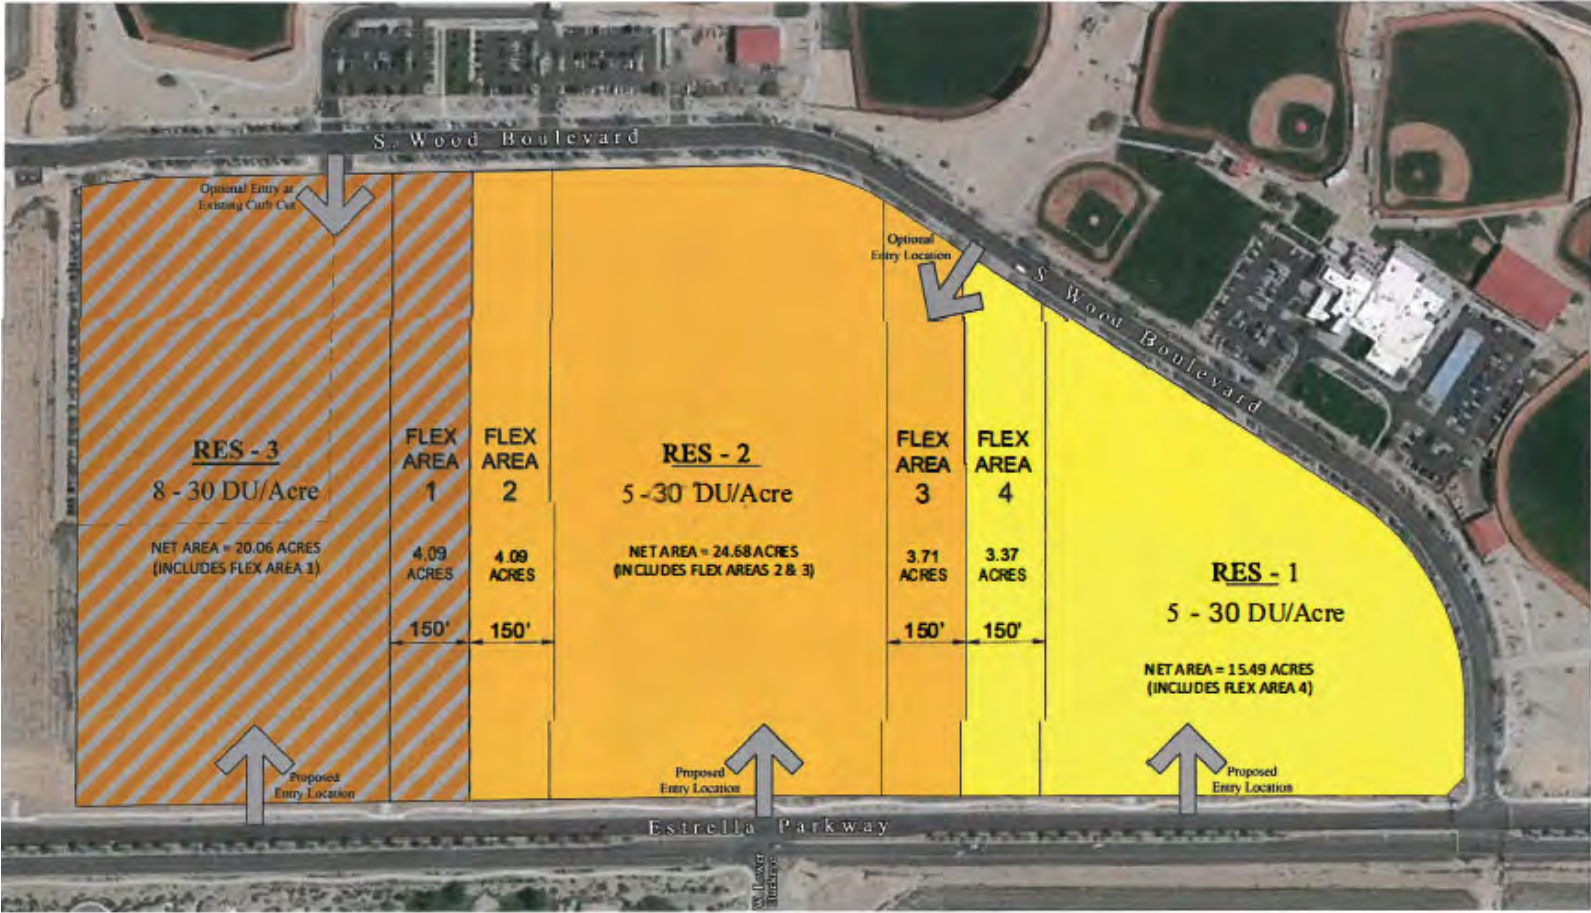 S. Wood Boulevard
Optional Entry at
Existing Curb Cut
Optional
Entry Location
S. Wood Boulevard
RES - 3
8 - 30 DU/Acre
NET AREA = 20.06 ACRES
(INCLUDES FLEX AREA 1)
FLEX
AREA
1
4.09
ACRES
150'
FLEX
AREA
2
4.09
ACRES
150'
RES - 2
5 - 30 DU/Acre
NET AREA = 24.68 ACRES
(INCLUDES FLEX AREAS 2 & 3)
FLEX
AREA
3
3.71
ACRES
150'
FLEX
AREA
4
3.37
ACRES
150'
RES - 1
5 - 30 DU/Acre
NET AREA = 15.49 ACRES
(INCLUDES FLEX AREA 4)
Proposed
Entry Location
Proposed
Entry Location
Proposed
Entry Location
Estrella Parkway
W. Lower
Buckeye